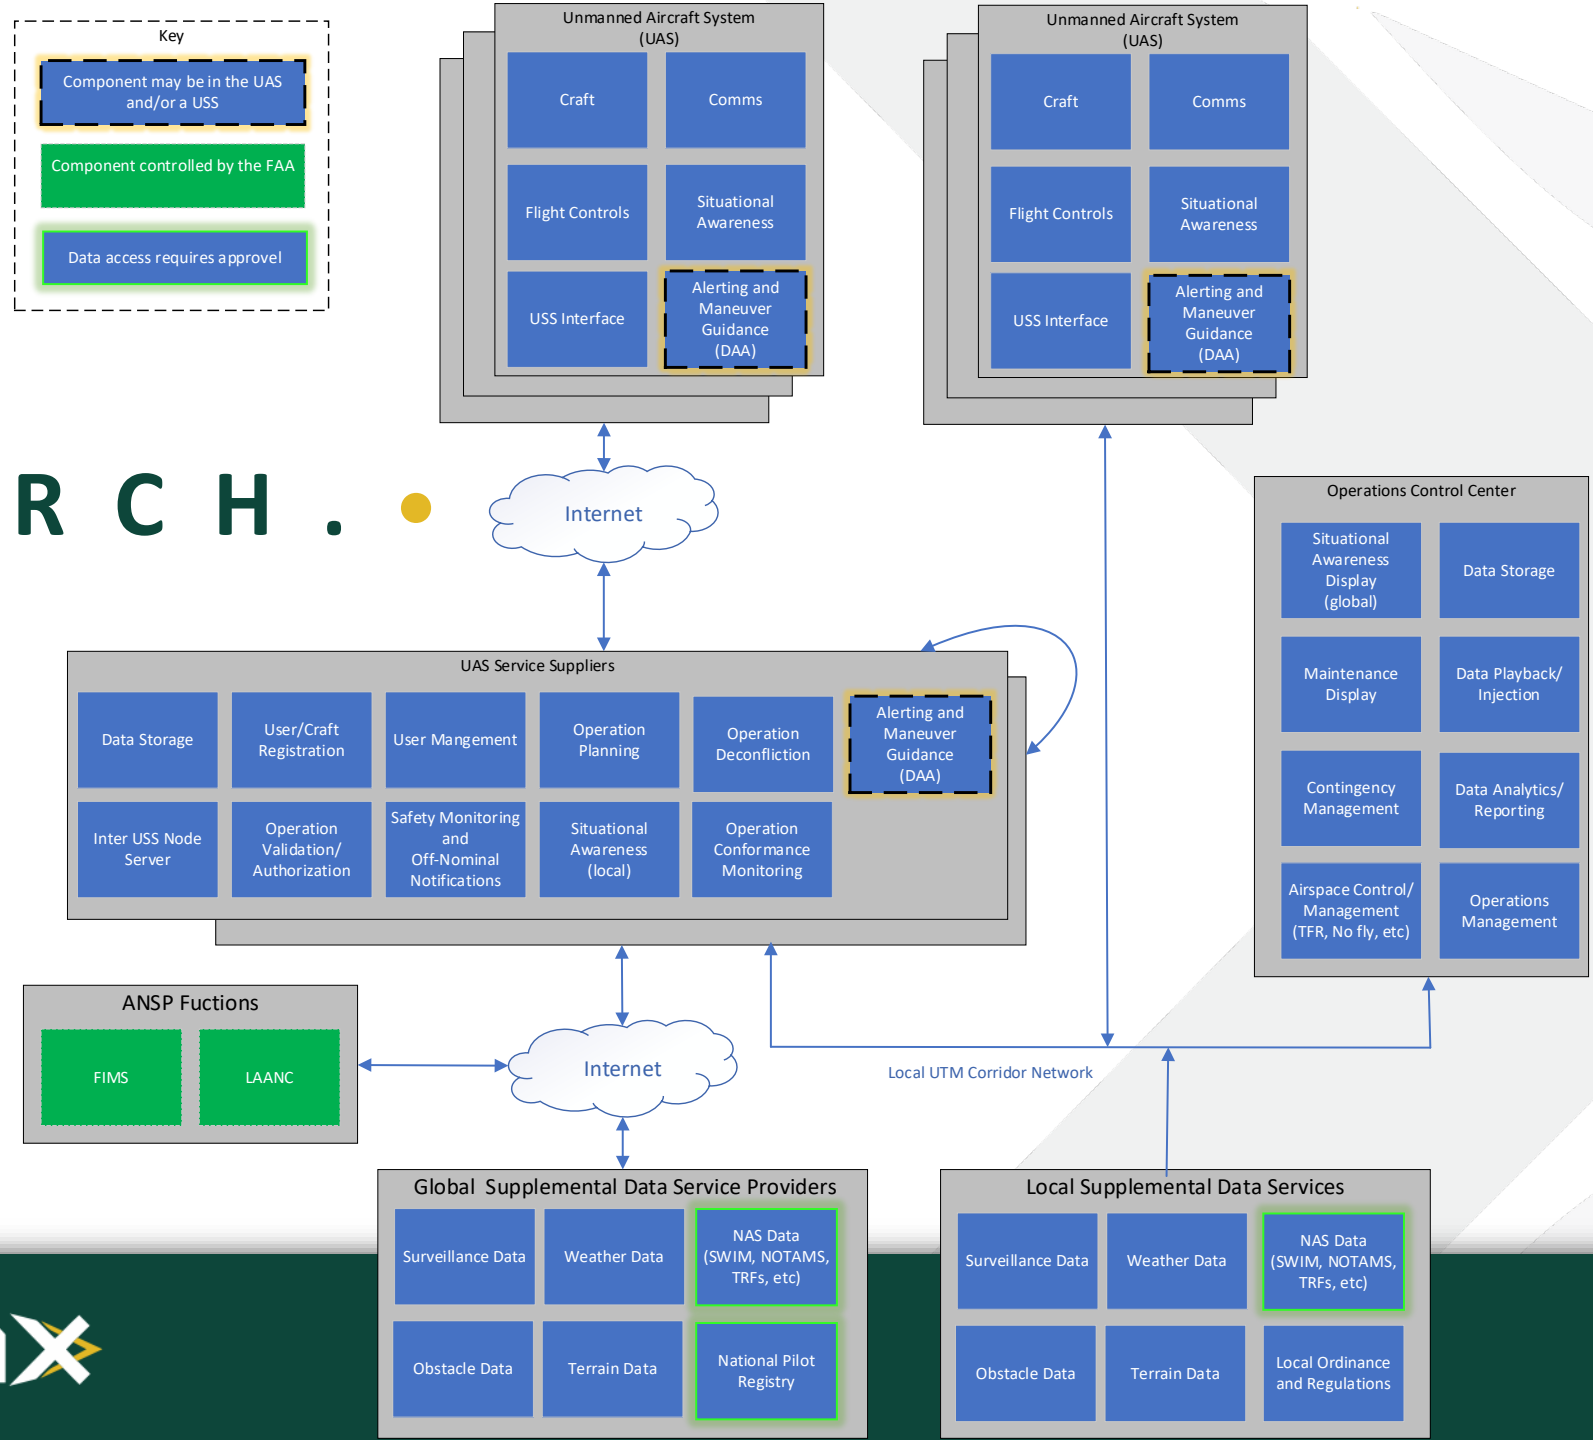 Key
Component may be in the UAS
and/or a USS
Component controlled by the FAA
Data access requires approvel
Unmanned Aircraft System
(UAS)
Craft
Comms
Flight Controls
Situational
Awareness
USS Interface
Alerting and
Maneuver
Guidance
(DAA)
Unmanned Aircraft System
(UAS)
Craft
Comms
Flight Controls
Situational
Awareness
USS Interface
Alerting and
Maneuver
Guidance
(DAA)
R C H .
Internet
Operations Control Center
Situational
Awareness
Display
(global)
Data Storage
Maintenance
Display
Data Playback/
Injection
Contingency
Management
Data Analytics/
Reporting
Airspace Control/
Management
(TFR, No fly, etc)
Operations
Management
UAS Service Suppliers
Data Storage
User/Craft
Registration
User Mangement
Operation
Planning
Operation
Deconfliction
Alerting and
Maneuver
Guidance
(DAA)
Inter USS Node
Server
Operation
Validation/
Authorization
Safety Monitoring
and
Off-Nominal
Notifications
Situational
Awareness
(local)
Operation
Conformance
Monitoring
ANSP Fuctions
FIMS
LAANC
Internet
Local UTM Corridor Network
Global Supplemental Data Service Providers
Surveillance Data
Weather Data
NAS Data
(SWIM, NOTAMS,
TRFs, etc)
Obstacle Data
Terrain Data
National Pilot
Registry
Local Supplemental Data Services
Surveillance Data
Weather Data
NAS Data
(SWIM, NOTAMS,
TRFs, etc)
Obstacle Data
Terrain Data
Local Ordinance
and Regulations